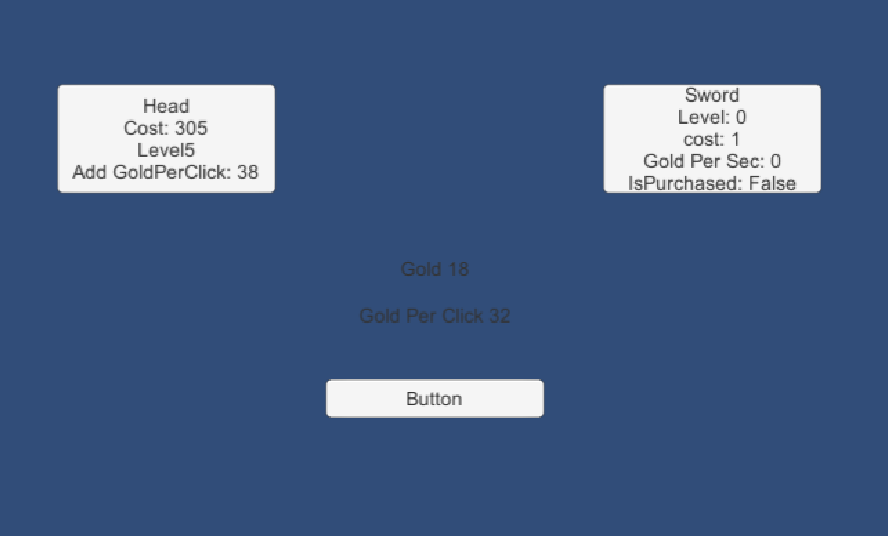 Head
Cost: 305
Level5
Add GoldPerClick: 38
Sword
Level: 0
cost: 1
Gold Per Sec: 0
IsPurchased: False
Gold 18
Gold Per Click 32
Button